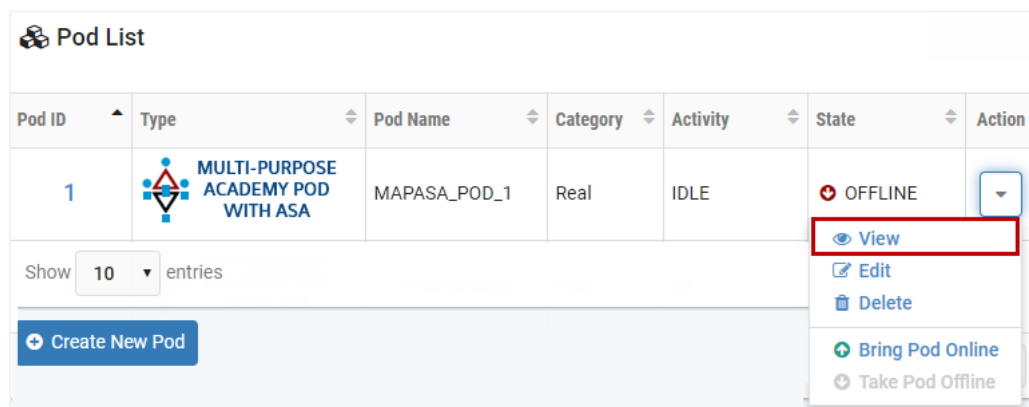 Pod List
Pod ID Type Pod Name Category Activity State Action
1 MULTI-PURPOSE ACADEMY POD WITH ASA MAPASA_POD_1 Real IDLE OFFLINE
View
Show 10 entries
Edit
Delete
Create New Pod
Bring Pod Online
Take Pod Offline